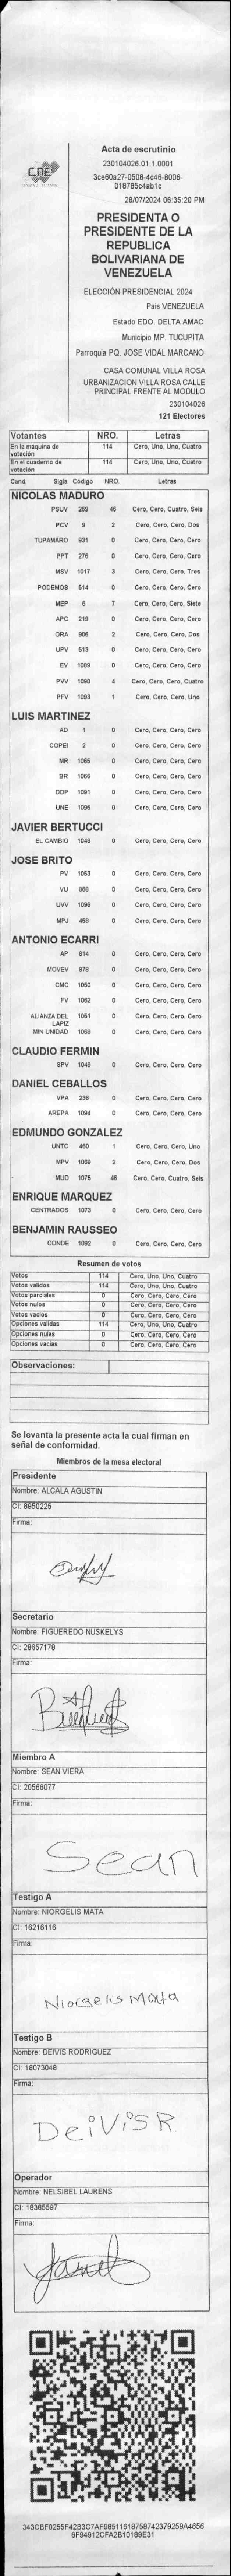 CNE
Acta de escrutinio
230104026.01.1.0001
3ce60a27-0508-4c46-8006-
018785c4ab1c
28/07/2024 06:35:20 PM
PRESIDENTA O
PRESIDENTE DE LA
REPUBLICA
BOLIVARIANA DE
VENEZUELA
ELECCIÓN PRESIDENCIAL 2024
País VENEZUELA
Estado EDO. DELTA AMAC
Municipio MP. TUCUPITA
Parroquia PQ. JOSE VIDAL MARCANO
CASA COMUNAL VILLA ROSA
URBANIZACION VILLA ROSA CALLE
PRINCIPAL FRENTE AL MODULO
230104026
121 Electores
Votantes NRO. Letras
En la máquina de votación 114 Cero, Uno, Uno, Cuatro
En el cuaderno de votación 114 Cero, Uno, Uno, Cuatro
Cand. Sigla Codigo NRO. Letras
NICOLAS MADURO
PSUV 269 46 Cero, Cero, Cuatro, Seis
PCV 9 2 Cero, Cero, Cero, Dos
TUPAMARO 931 0 Cero, Cero, Cero, Cero
PPT 276 0 Cero, Cero, Cero, Cero
MSV 1017 3 Cero, Cero, Cero, Tres
PODEMOS 514 0 Cero, Cero, Cero, Cero
MEP 6 7 Cero, Cero, Cero, Siete
APC 219 0 Cero, Cero, Cero, Cero
ORA 906 2 Cero, Cero, Cero, Dos
UPV 513 0 Cero, Cero, Cero, Cero
EV 1089 0 Cero, Cero, Cero, Cero
PVV 1090 4 Cero, Cero, Cero, Cuatro
PFV 1093 1 Cero, Cero, Cero, Uno
LUIS MARTINEZ
AD 1 0 Cero, Cero, Cero, Cero
COPEI 2 0 Cero, Cero, Cero, Cero
MR 1065 0 Cero, Cero, Cero, Cero
BR 1066 0 Cero, Cero, Cero, Cero
DDP 1091 0 Cero, Cero, Cero, Cero
UNE 1095 0 Cero, Cero, Cero, Cero
JAVIER BERTUCCI
EL CAMBIO 1046 0 Cero, Cero, Cero, Cero
JOSE BRITO
PV 1053 0 Cero, Cero, Cero, Cero
VU 968 0 Cero, Cero, Cero, Cero
UVV 1096 0 Cero, Cero, Cero, Cero
MPJ 458 0 Cero, Cero, Cero, Cero
ANTONIO ECARRI
AP 914 0 Cero, Cero, Cero, Cero
MOVEV 978 0 Cero, Cero, Cero, Cero
CMC 1050 0 Cero, Cero, Cero, Cero
FV 1052 0 Cero, Cero, Cero, Cero
ALIANZA DEL LAPIZ 1051 0 Cero, Cero, Cero, Cero
MIN UNIDAD 1068 0 Cero, Cero, Cero, Cero
CLAUDIO FERMIN
SPV 1049 0 Cero, Cero, Cero, Cero
DANIEL CEBALLOS
VPA 236 0 Cero, Cero, Cero, Cero
AREPA 1094 0 Cero, Cero, Cero, Cero
EDMUNDO GONZALEZ
UNTC 460 1 Cero, Cero, Cero, Uno
MPV 1069 2 Cero, Cero, Cero, Dos
MUD 1075 46 Cero, Cero, Cuatro, Seis
ENRIQUE MARQUEZ
CENTRADOS 1073 0 Cero, Cero, Cero, Cero
BENJAMIN RAUSSEO
CONDE 1092 0 Cero, Cero, Cero, Cero
Resumen de votos
Votos 114 Cero, Uno, Uno, Cuatro
Votos validos 114 Cero, Uno, Uno, Cuatro
Votos parciales 0 Cero, Cero, Cero, Cero
Votos nulos 0 Cero, Cero, Cero, Cero
Votos vacios 0 Cero, Cero, Cero, Cero
Opciones validas 114 Cero, Uno, Uno, Cuatro
Opciones nulas 0 Cero, Cero, Cero, Cero
Opciones vacias 0 Cero, Cero, Cero, Cero
Observaciones:
Se levanta la presente acta la cual firman en
señal de conformidad.
Miembros de la mesa electoral
Presidente
Nombre: ALCALA AGUSTIN
CI: 8950225
Firma:
Secretario
Nombre: FIGUEREDO NUSKELYS
CI: 28657178
Firma:
Miembro A
Nombre: SEAN VIERA
CI: 20566077
Firma:
Sean
Testigo A
Nombre: NIORGELIS MATA
CI: 16216116
Firma:
Niorgelis Mata
Testigo B
Nombre: DEIVIS RODRIGUEZ
CI: 18073048
Firma:
DeiViSR
Operador
Nombre: NELSIBEL LAURENS
CI: 18385597
Firma:
343CBF0255F42B3C7AF98511618758742379259A4656
6F94912CFA2B10189E31